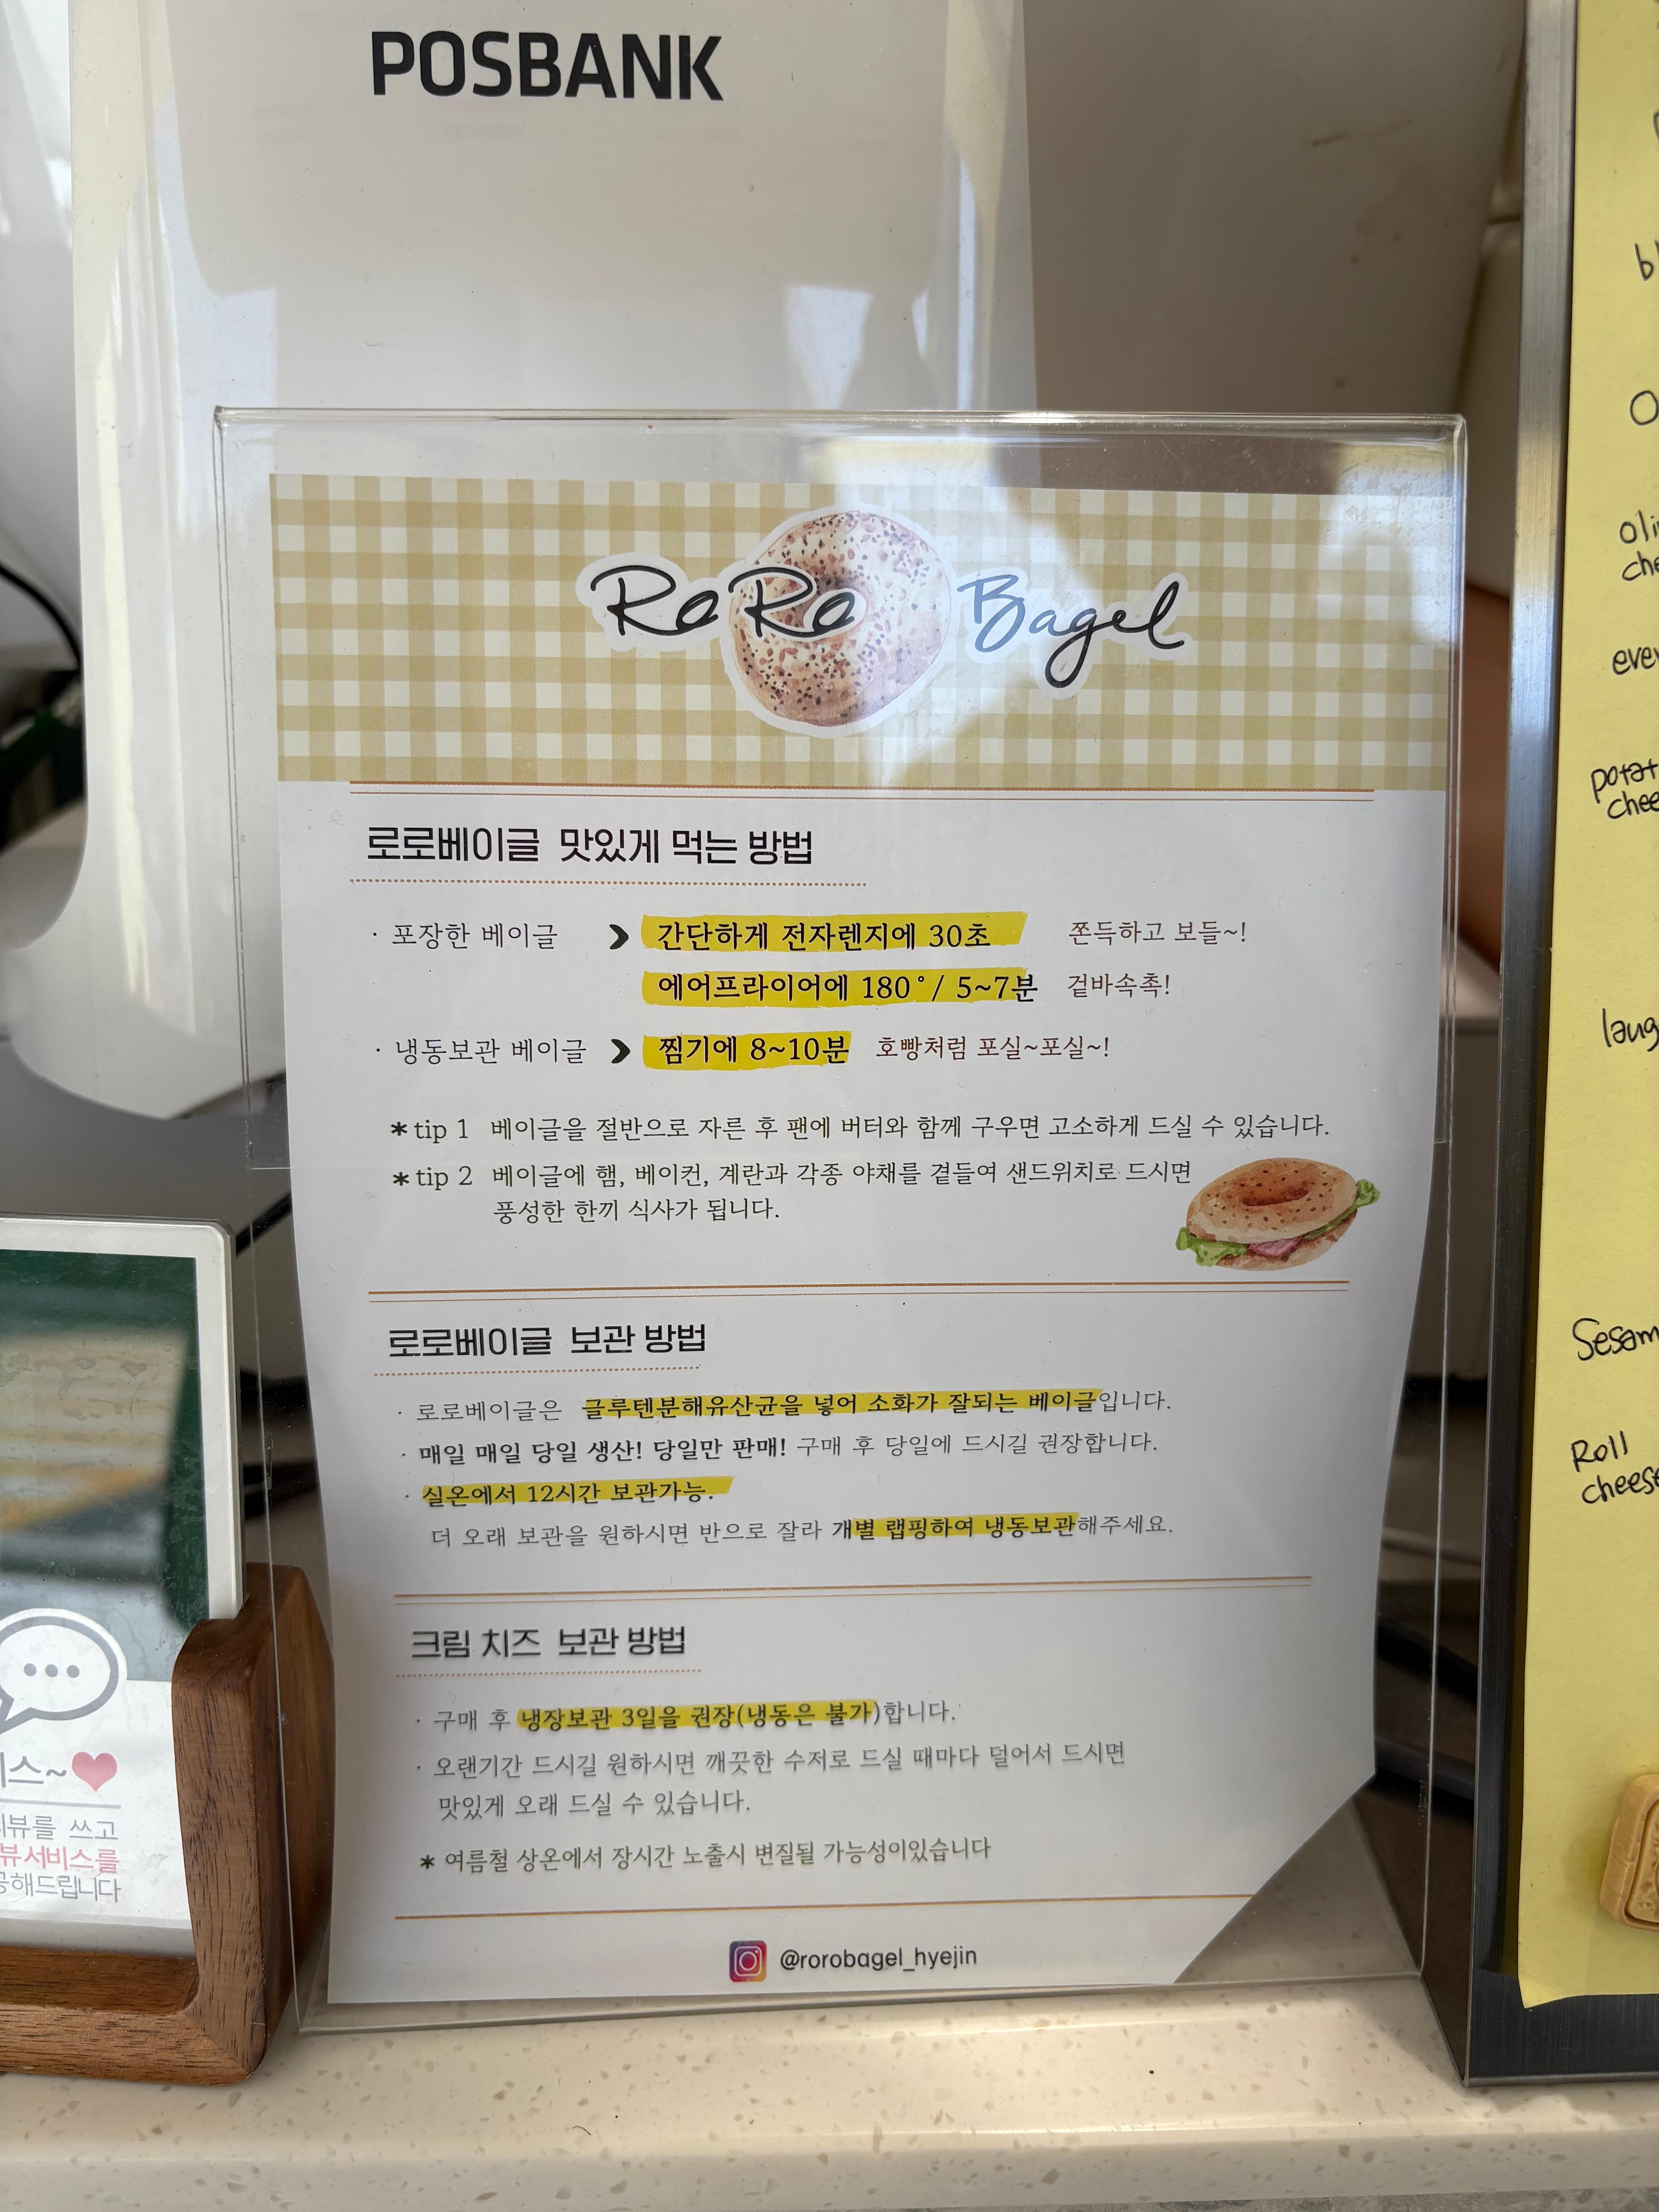 POSBANK
RoRo Bagel
로로베이글 맛있게 먹는 방법
· 포장한 베이글 > 간단하게 전자렌지에 30초 쫀득하고 보들~!
에어프라이어에 180°/ 5~7분 겉바속촉!
· 냉동보관 베이글 > 찜기에 8~10분 호빵처럼 포실~포실~!
*tip 1 베이글을 절반으로 자른 후 팬에 버터와 함께 구우면 고소하게 드실 수 있습니다.
*tip 2 베이글에 햄, 베이컨, 계란과 각종 야채를 곁들여 샌드위치로 드시면
풍성한 한끼 식사가 됩니다.
로로베이글 보관 방법
· 로로베이글은 글루텐분해유산균을 넣어 소화가 잘되는 베이글입니다.
· 매일 매일 당일 생산! 당일만 판매! 구매 후 당일에 드시길 권장합니다.
· 실온에서 12시간 보관가능.
더 오래 보관을 원하시면 반으로 잘라 개별 랩핑하여 냉동보관해주세요.
크림 치즈 보관 방법
· 구매 후 냉장보관 3일을 권장(냉동은 불가)합니다.
· 오랜기간 드시길 원하시면 깨끗한 수저로 드실 때마다 덜어서 드시면
맛있게 오래 드실 수 있습니다.
* 여름철 상온에서 장시간 노출시 변질될 가능성이있습니다
@rorobagel_hyejin
스~
뷰를 쓰고
뷰서비스를
해드립니다
Roll